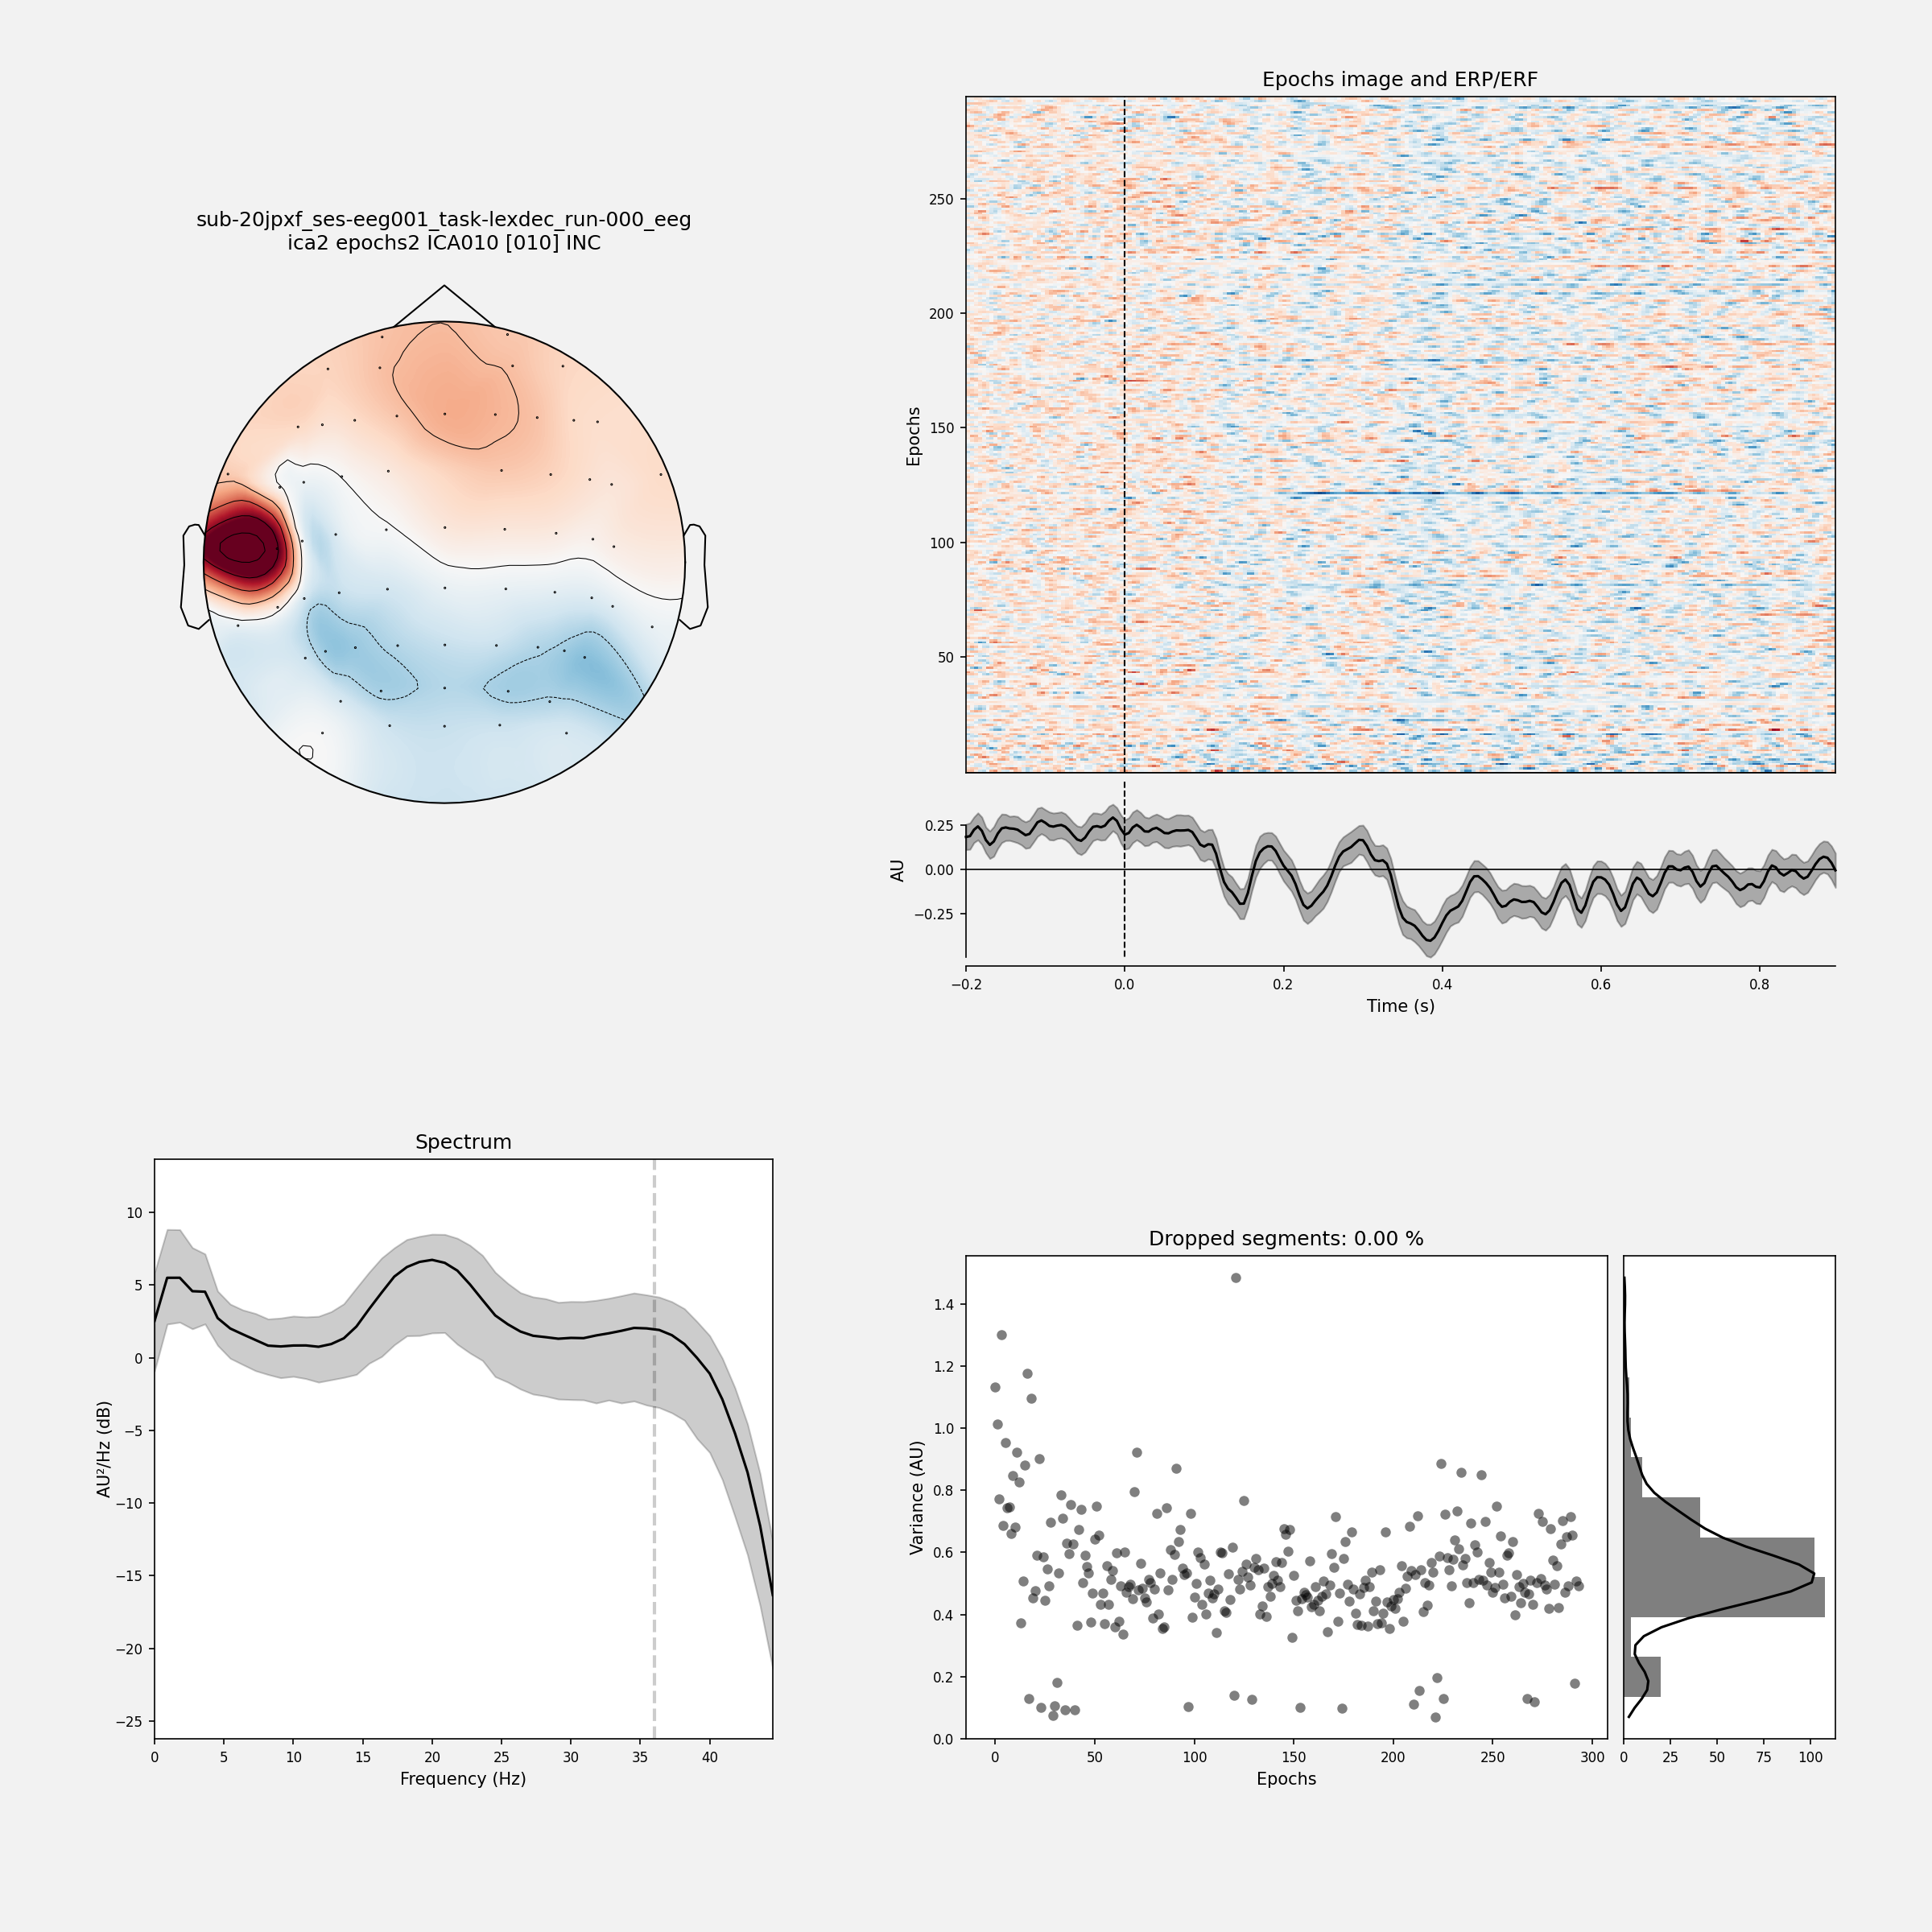 sub-20jpxf_ses-eeg001_task-lexdec_run-000_eeg
ica2 epochs2 ICA010 [010] INC
Epochs image and ERP/ERF
Epochs
250
200
150
100
50
AU
0.25
0.00
−0.25
−0.2 0.0 0.2 0.4 0.6 0.8
Time (s)
Spectrum
AU²/Hz (dB)
10
5
0
−5
−10
−15
−20
−25
0 5 10 15 20 25 30 35 40
Frequency (Hz)
Dropped segments: 0.00 %
Variance (AU)
1.4
1.2
1.0
0.8
0.6
0.4
0.2
0.0
0 50 100 150 200 250 300
Epochs
0 25 50 75 100